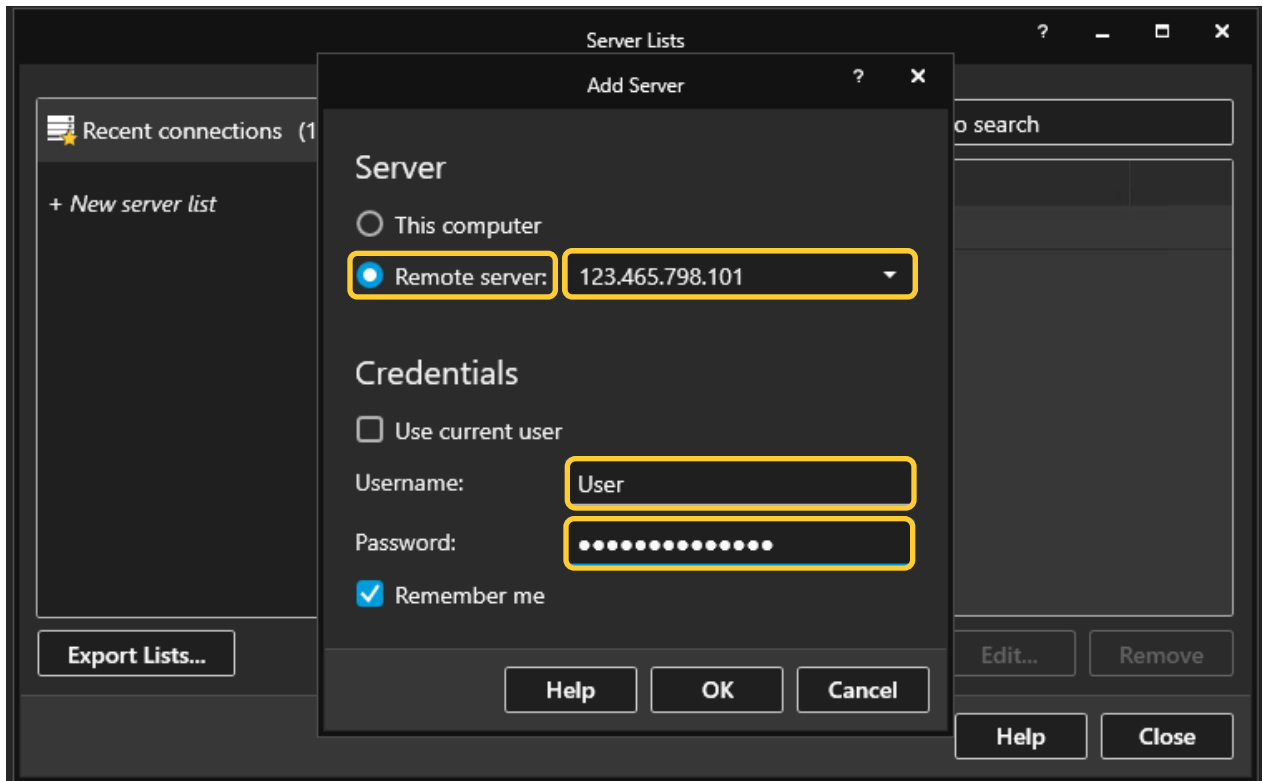 Server Lists
?
Add Server
?
Recent connections (1
o search
+ New server list
Server
This computer
Remote server:
123.465.798.101
Credentials
Use current user
Username:
User
Password:
••••••••••••••
Remember me
Export Lists...
Edit...
Remove
Help
OK
Cancel
Help
Close